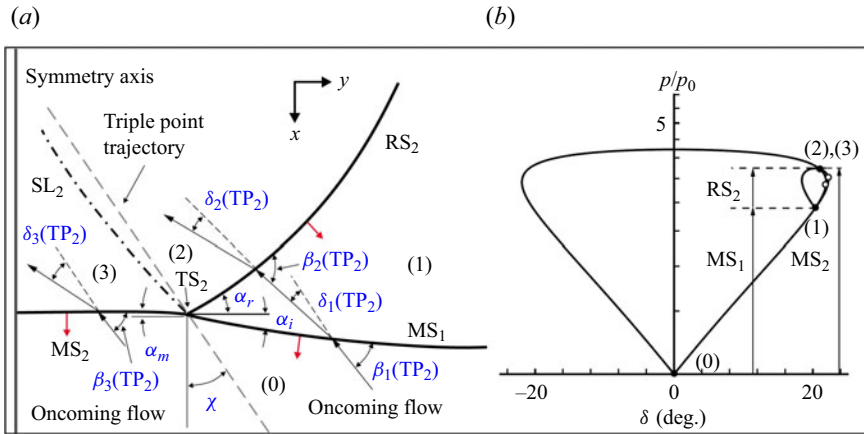 (a)
Symmetry axis
y
x
Triple point
trajectory
RS₂
SL₂
δ₂(TP₂)
δ₃(TP₂)
(2)
(1)
(3)
TS₂
β₂(TP₂)
αᵣ
δ₁(TP₂)
αᵢ
MS₁
MS₂
αₘ
(0)
β₁(TP₂)
β₃(TP₂)
χ
Oncoming flow
Oncoming flow
(b)
p/p₀
5
(2),(3)
RS₂
(1)
MS₁
MS₂
(0)
−20
0
20
δ (deg.)